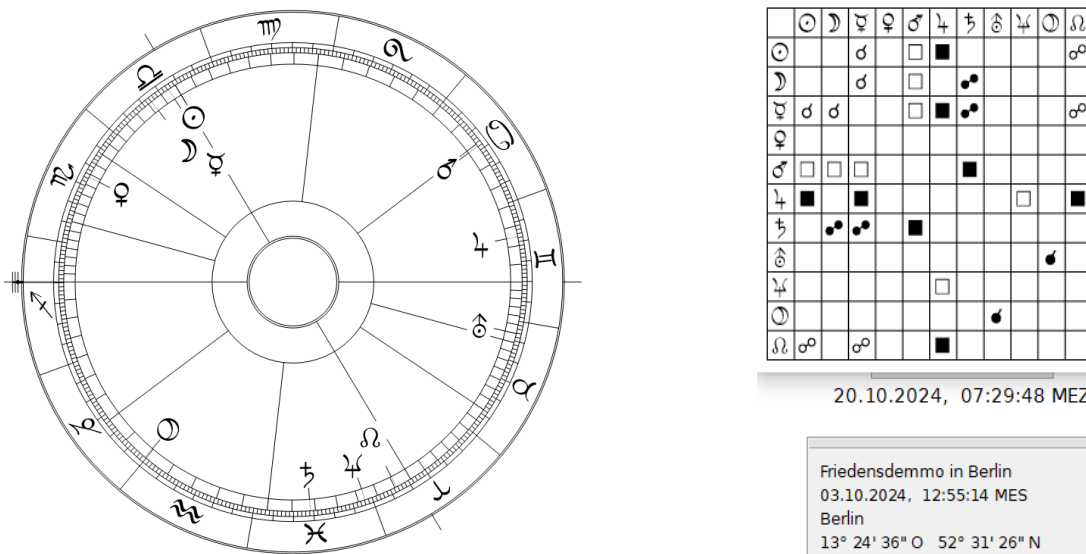 20.10.2024, 07:29:48 MEZ
Friedensdemmo in Berlin
03.10.2024, 12:55:14 MES
Berlin
13° 24' 36" O 52° 31' 26" N